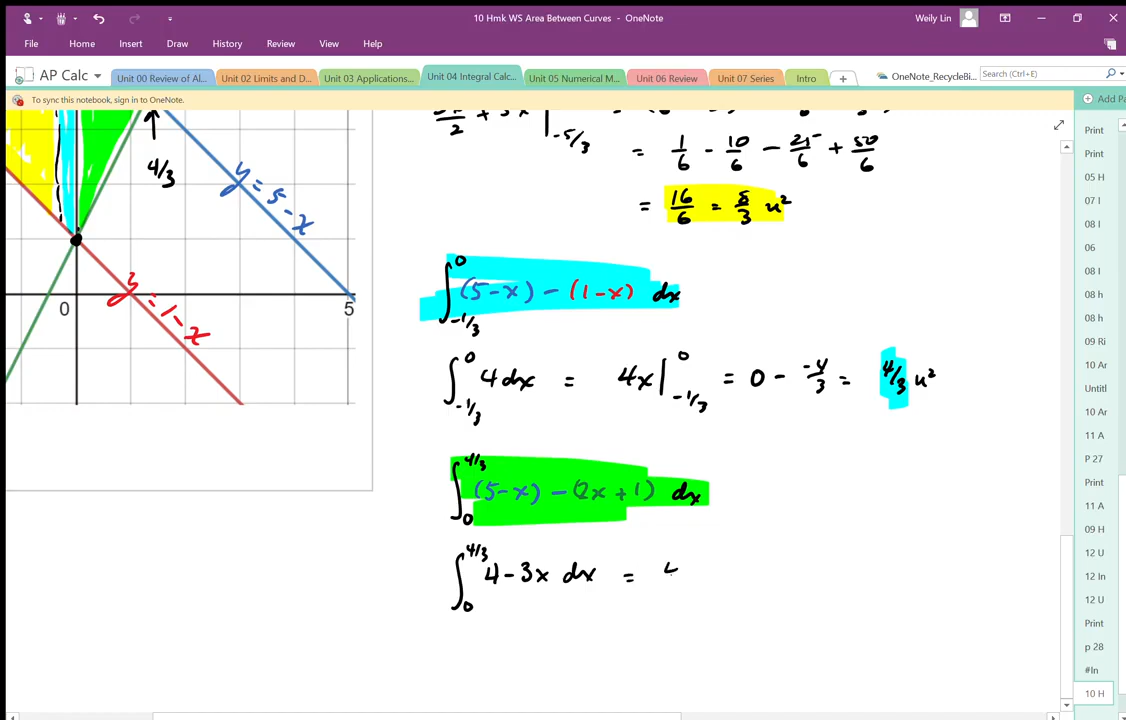 10 Hmk WS Area Between Curves - OneNote
Weily Lin
File Home Insert Draw History Review View Help
AP Calc
Unit 00 Review of Al...
Unit 02 Limits and D...
Unit 03 Applications...
Unit 04 Integral Calc...
Unit 05 Numerical M...
Unit 06 Review
Unit 07 Series
Intro
OneNote_RecycleBi...
Search (Ctrl+E)
To sync this notebook, sign in to OneNote.
Add Pa
4/3
y = 5 - x
y = 1 - x
0
5
-5/3
= 1/6 - 10/6 - 25/6 + 50/6
= 16/6 = 8/3 u²
∫_{-1/3}^{0} (5-x) - (1-x) dx
∫_{-1/3}^{0} 4 dx = 4x |_{-1/3}^{0} = 0 - -4/3 = 4/3 u²
∫_{0}^{4/3} (5-x) - (2x+1) dx
∫_{0}^{4/3} 4 - 3x dx =
Print
Print
05 H
07 I
08 I
06
08 I
08 h
08 h
09 Ri
10 Ar
Untitl
10 Ar
11 A
P 27
Print
11 A
09 H
12 U
12 In
12 U
Print
p 28
#In
10 H